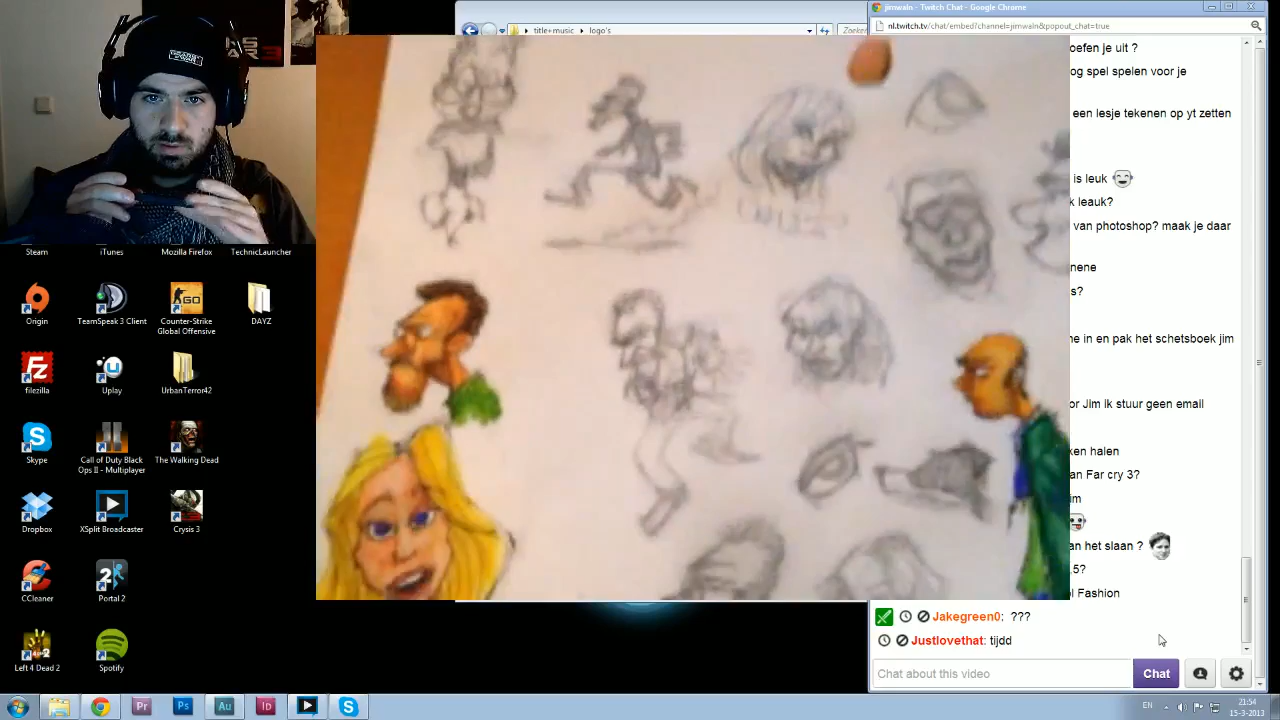 jimwaln - Twitch Chat - Google Chrome
title+music
logo's
Zoeken
nl.twitch.tv/chat/embed?channel=jimwaln&popout_chat=true
oefen je uit ?
og spel spelen voor je
een lesje tekenen op yt zetten
is leuk
k leauk?
van photoshop? maak je daar
nene
s?
ne in en pak het schetsboek jim
or Jim ik stuur geen email
ken halen
an Far cry 3?
im
an het slaan ?
.5?
l Fashion
Jakegreen0: ???
Justlovethat: tijdd
Chat about this video
Chat
Steam
iTunes
Mozilla Firefox
TechnicLauncher
Origin
TeamSpeak 3 Client
Counter-Strike
Global Offensive
DAYZ
filezilla
Uplay
UrbanTerror42
Skype
Call of Duty Black
Ops II - Multiplayer
The Walking Dead
Dropbox
XSplit Broadcaster
Crysis 3
CCleaner
Portal 2
Left 4 Dead 2
Spotify
Pr
Ps
Au
Id
EN
21:54
15-3-2013